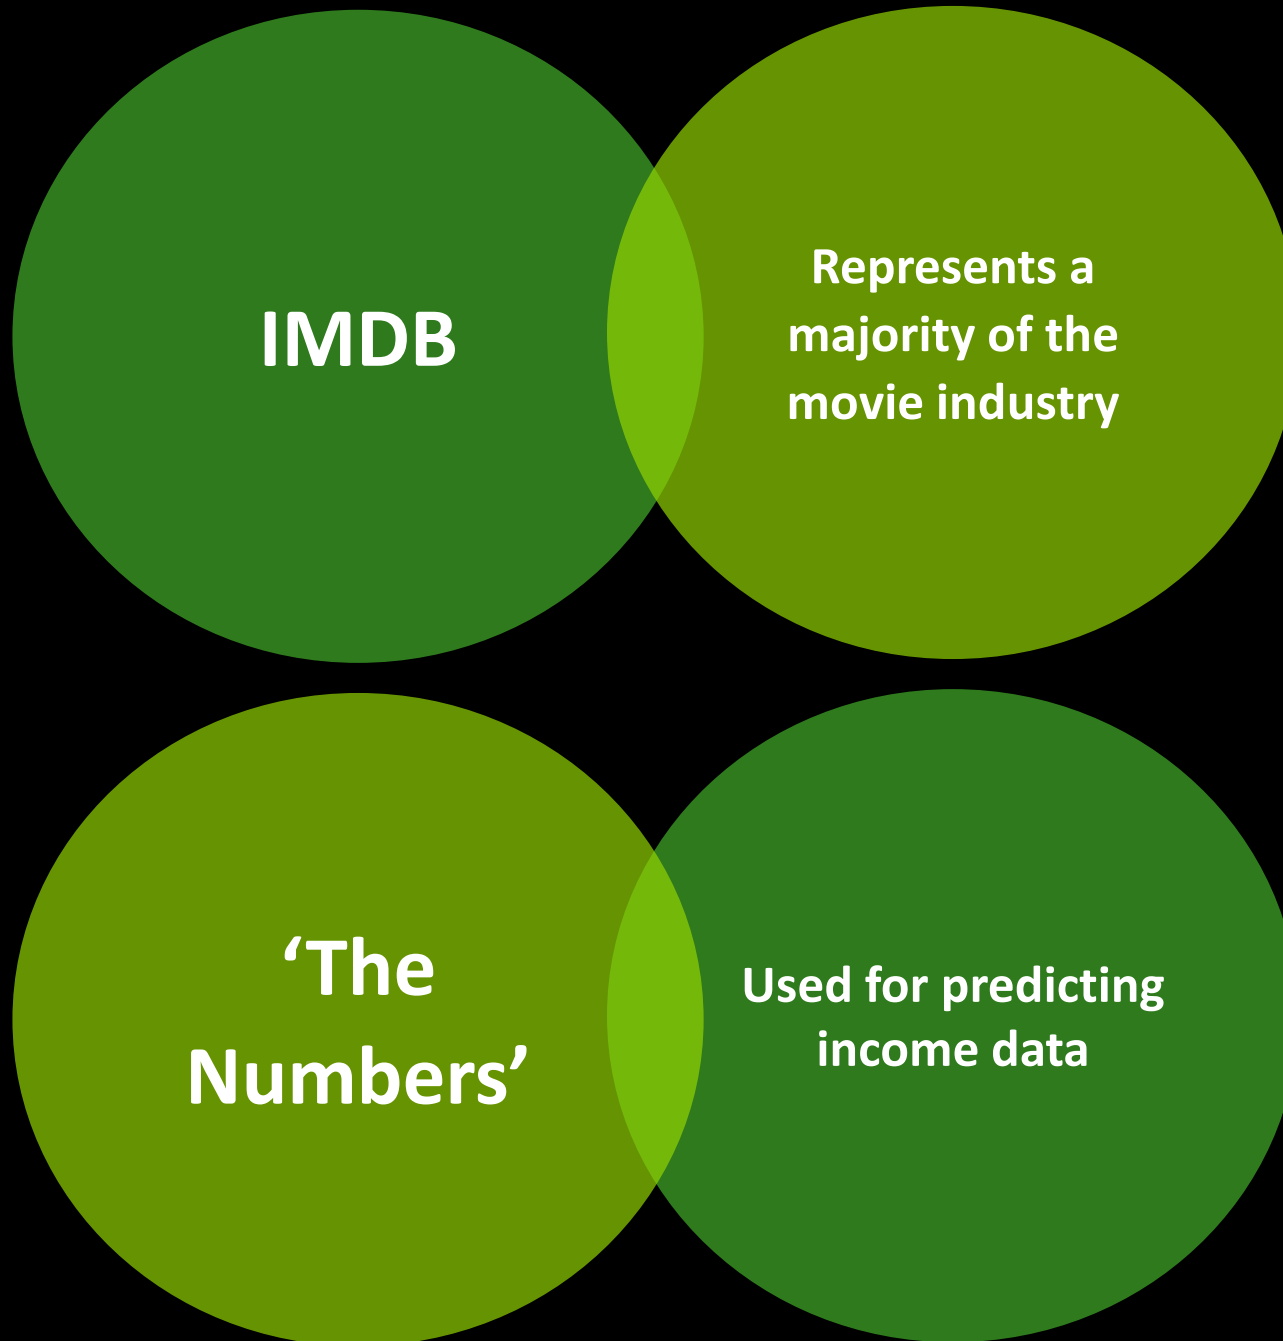 IMDB
Represents a
majority of the
movie industry
‘The
Numbers’
Used for predicting
income data